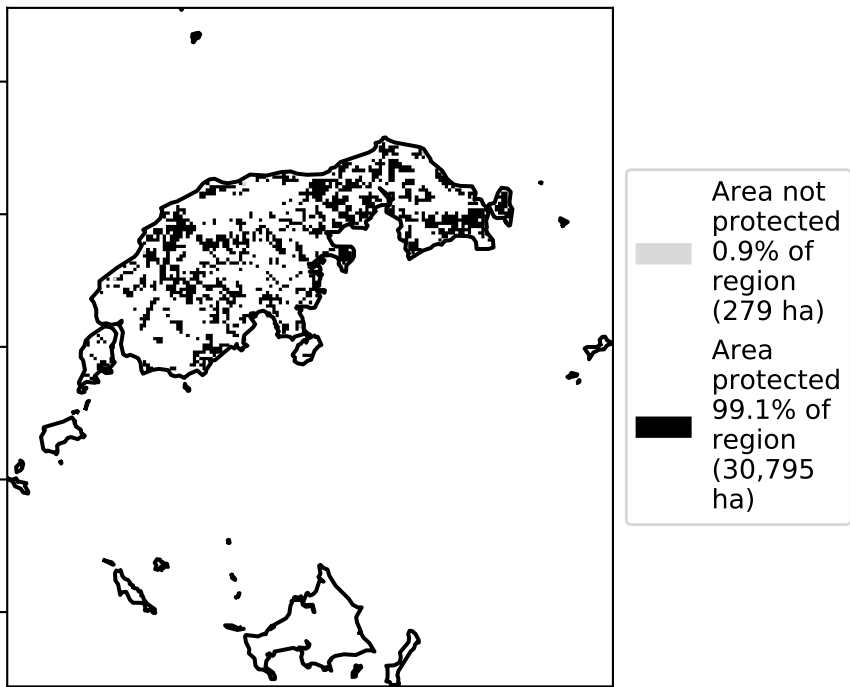 Area not
protected
0.9% of
region
(279 ha)
Area
protected
99.1% of
region
(30,795
ha)